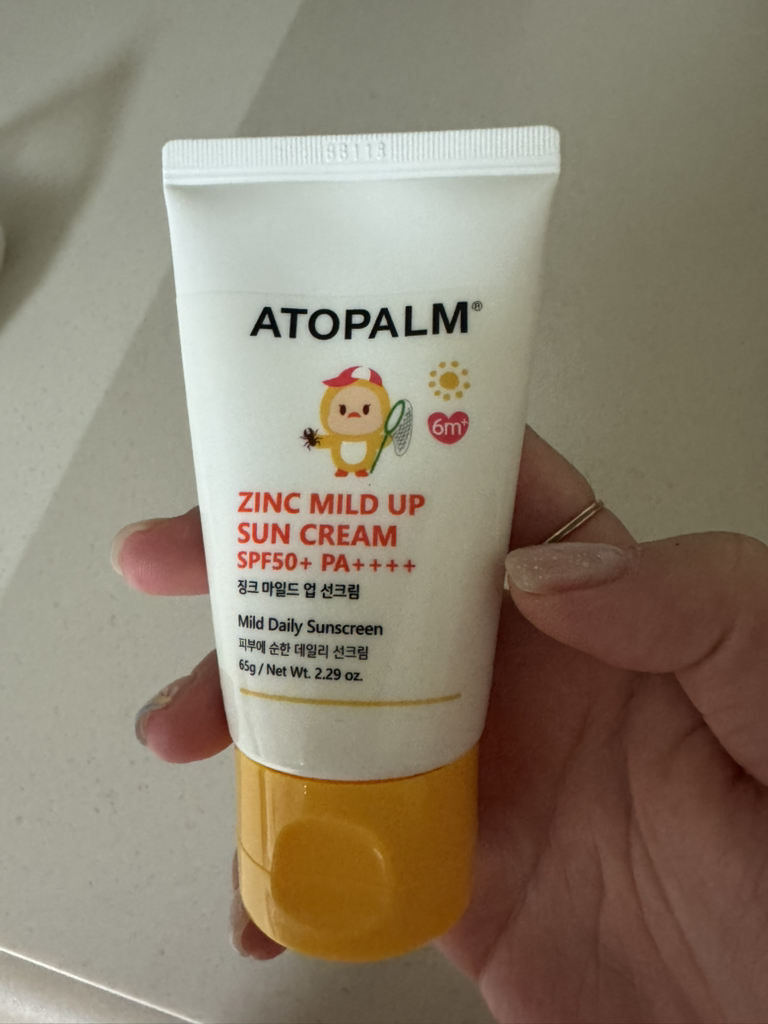 ATOPALM®
6m+
ZINC MILD UP
SUN CREAM
SPF50+ PA++++
징크 마일드 업 선크림
Mild Daily Sunscreen
피부에 순한 데일리 선크림
65g / Net Wt. 2.29 oz.